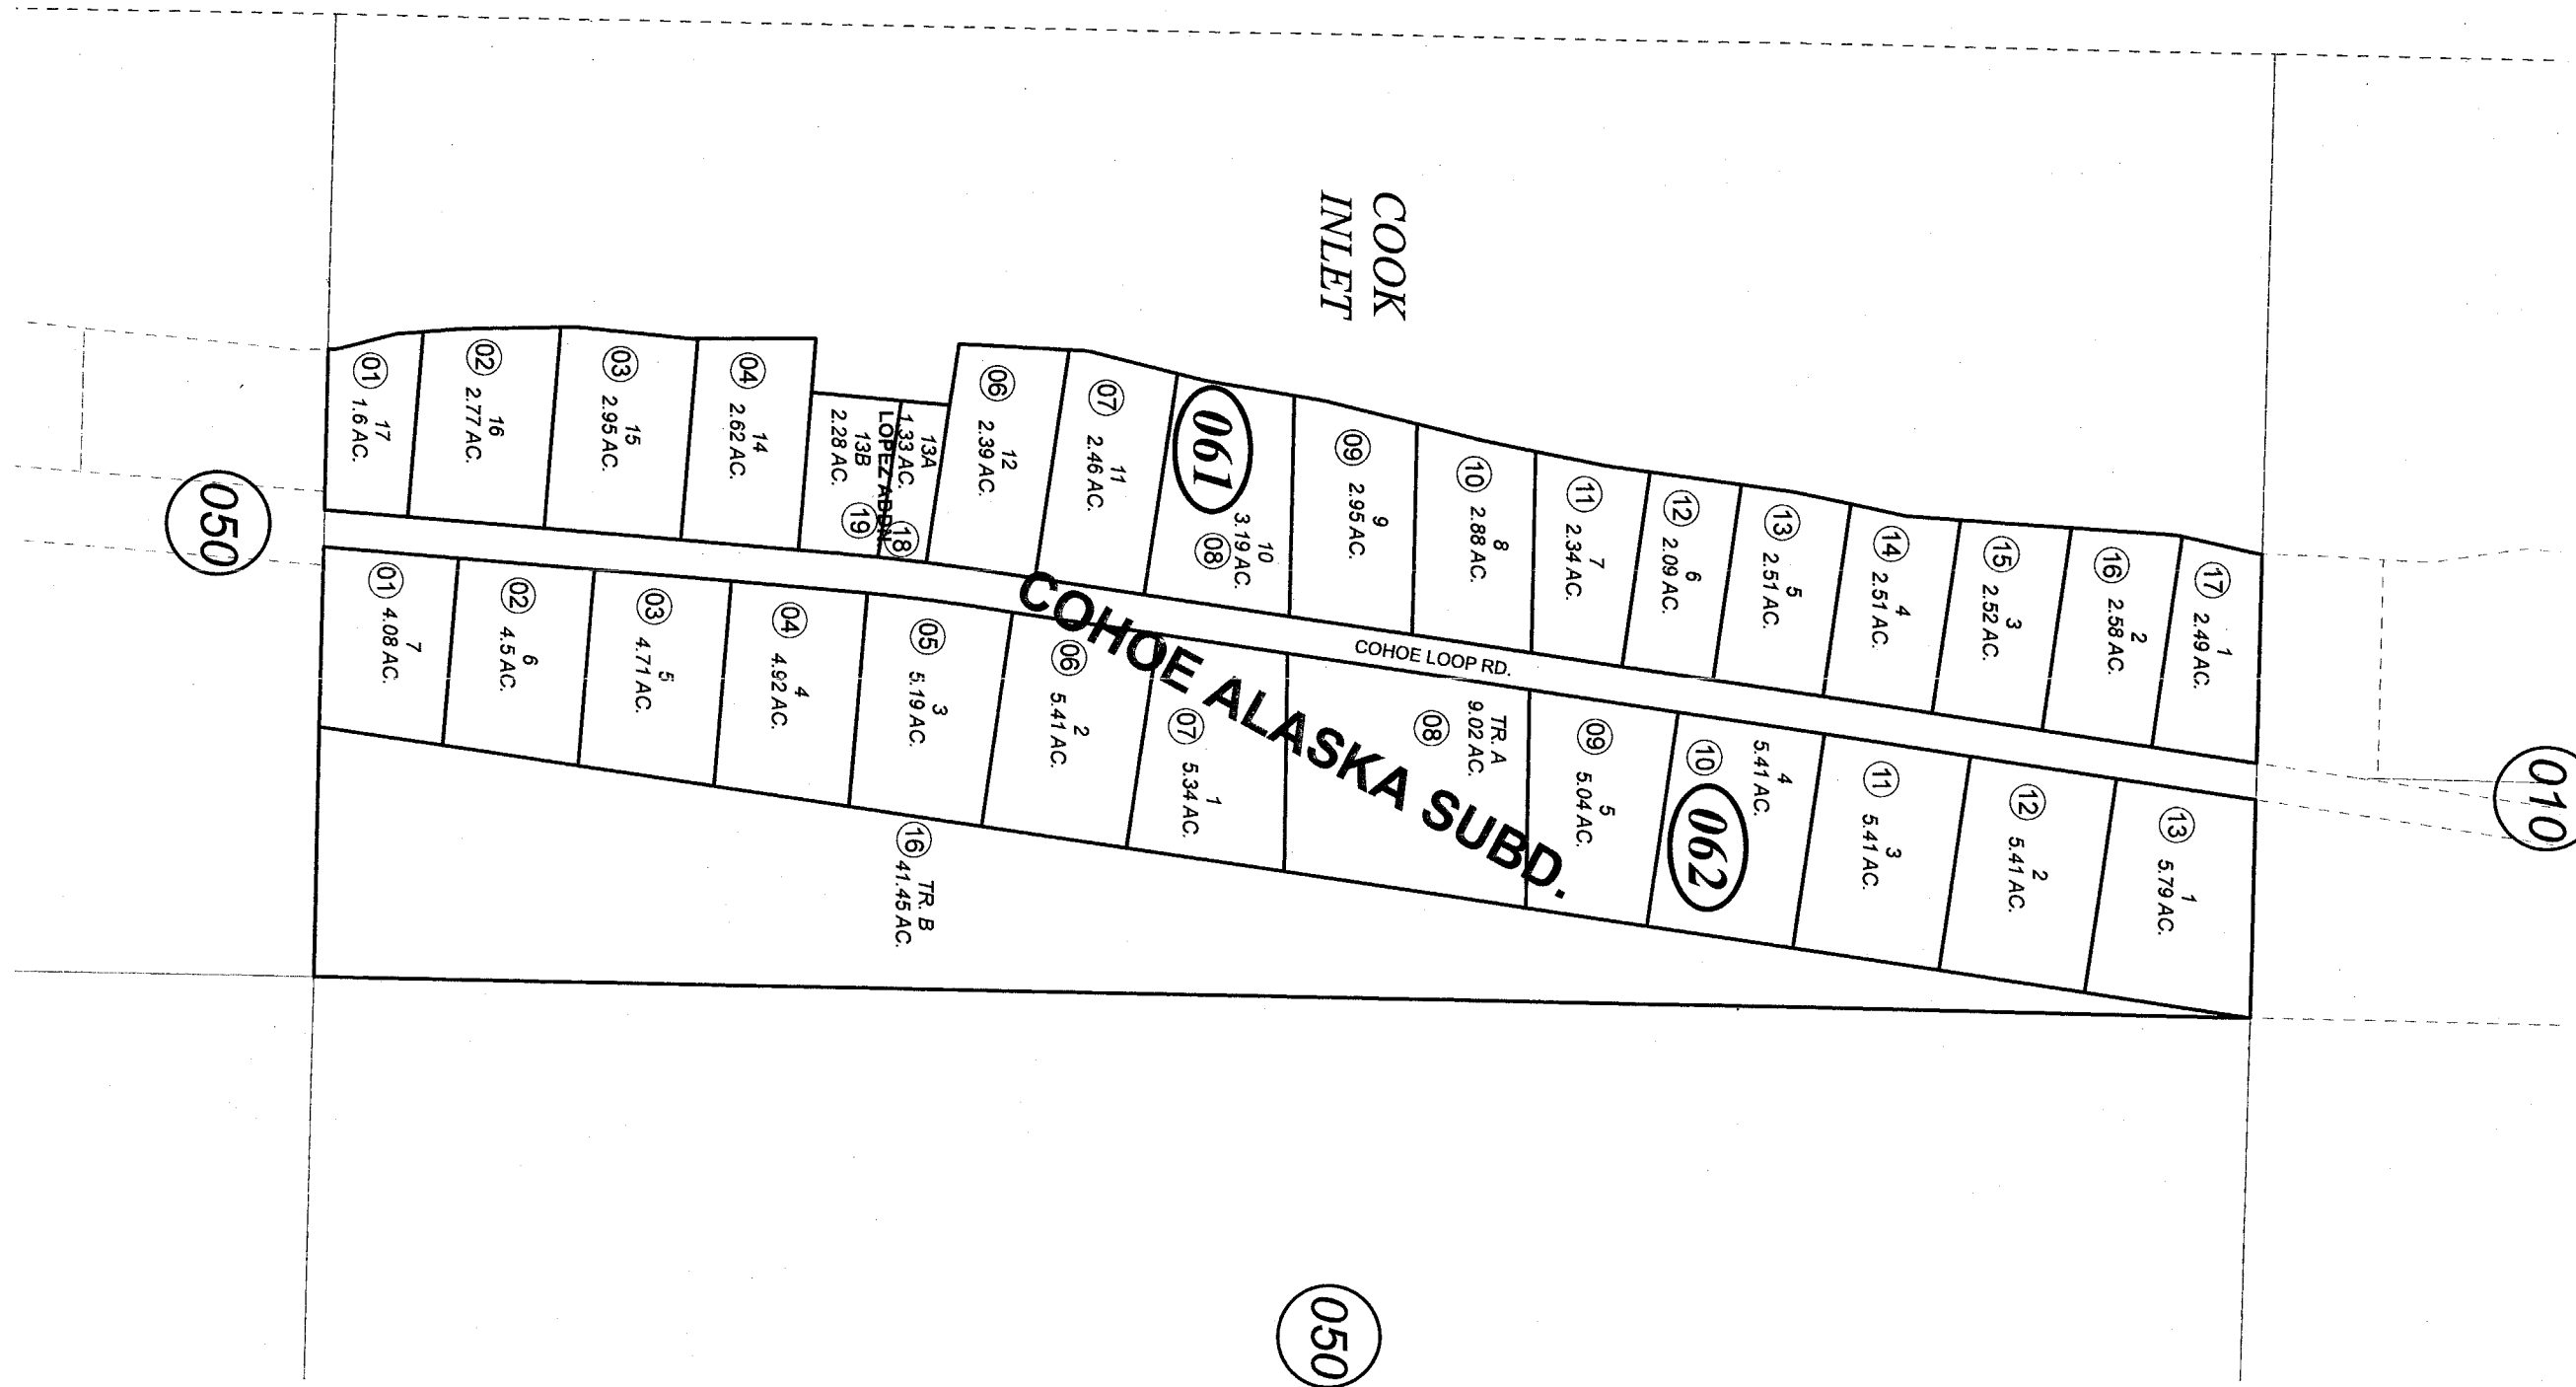 COOK
INLET
01
17
1.6 AC.
02
16
2.77 AC.
03
15
2.95 AC.
04
14
2.62 AC.
13B
2.28 AC.
19
LOPEZ ADDN.
13A
1.33 AC.
18
06
12
2.39 AC.
07
11
2.46 AC.
061
10
3.19 AC.
08
09
9
2.95 AC.
10
8
2.88 AC.
11
7
2.34 AC.
12
6
2.09 AC.
13
5
2.51 AC.
14
4
2.51 AC.
15
3
2.52 AC.
16
2
2.58 AC.
17
1
2.49 AC.
050
COHOE LOOP RD.
010
COHOE ALASKA SUBD.
01
7
4.08 AC.
02
6
4.5 AC.
03
5
4.71 AC.
04
4
4.92 AC.
05
3
5.19 AC.
06
2
5.41 AC.
07
1
5.34 AC.
TR. A
9.02 AC.
08
09
5
5.04 AC.
4
5.41 AC.
10
062
11
3
5.41 AC.
12
2
5.41 AC.
13
1
5.79 AC.
16
TR. B
41.45 AC.
050